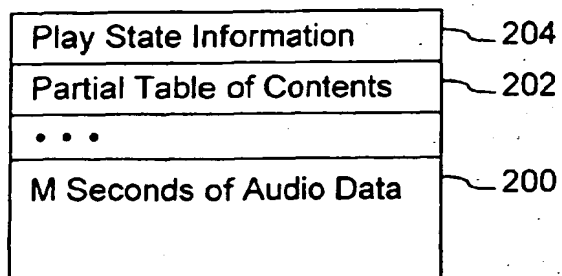 Play State Information 204
Partial Table of Contents 202
• • •
M Seconds of Audio Data 200